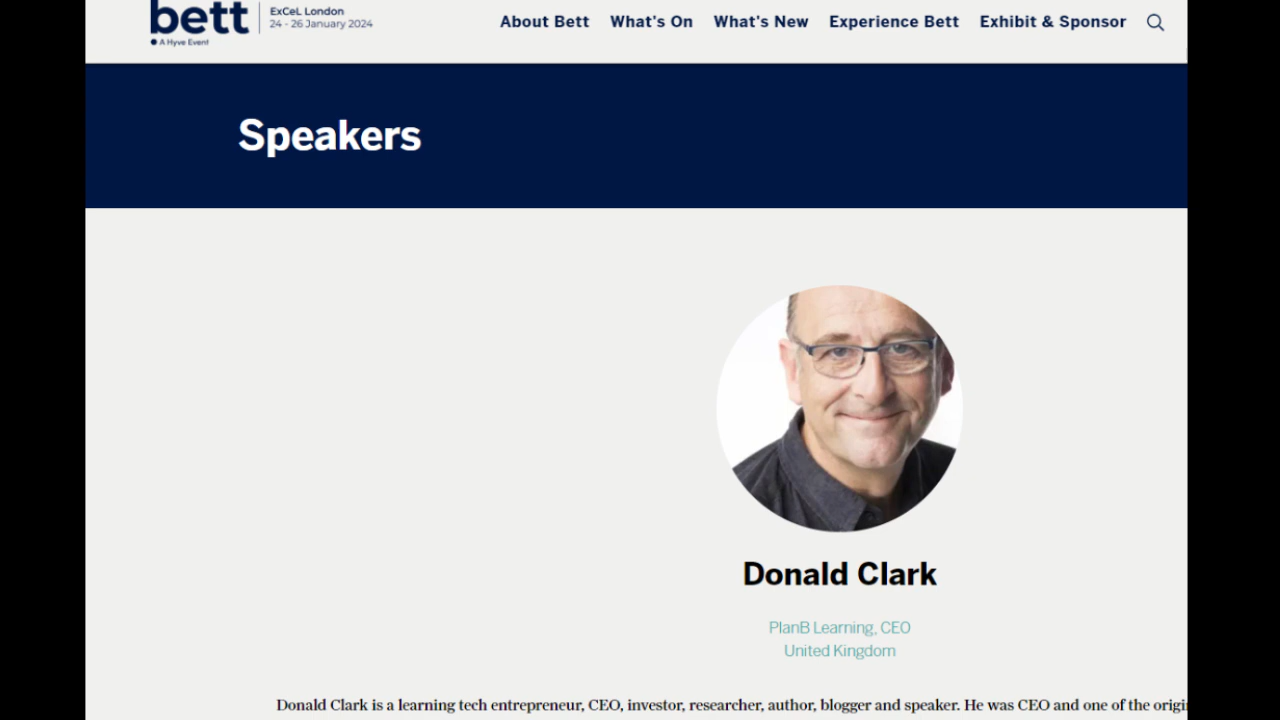 bett
ExCeL London
24 - 26 January 2024
A Hyve Event
About Bett What's On What's New Experience Bett Exhibit & Sponsor
Speakers
Donald Clark
PlanB Learning, CEO
United Kingdom
Donald Clark is a learning tech entrepreneur, CEO, investor, researcher, author, blogger and speaker. He was CEO and one of the origi